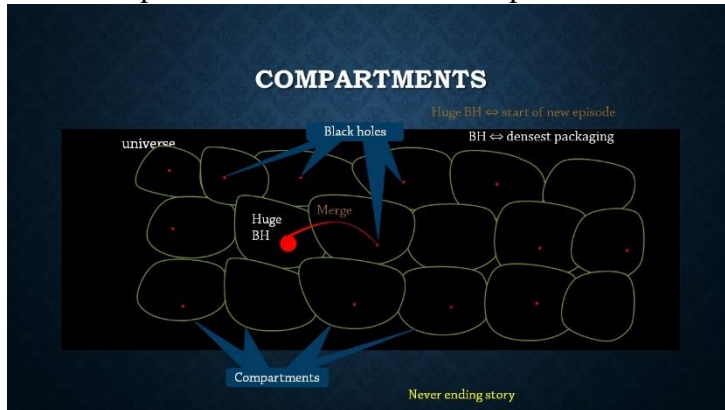 COMPARTMENTS
Huge BH ⇔ start of new episode
Black holes
BH ⇔ densest packaging
universe
Huge
BH
Merge
Compartments
Never ending story